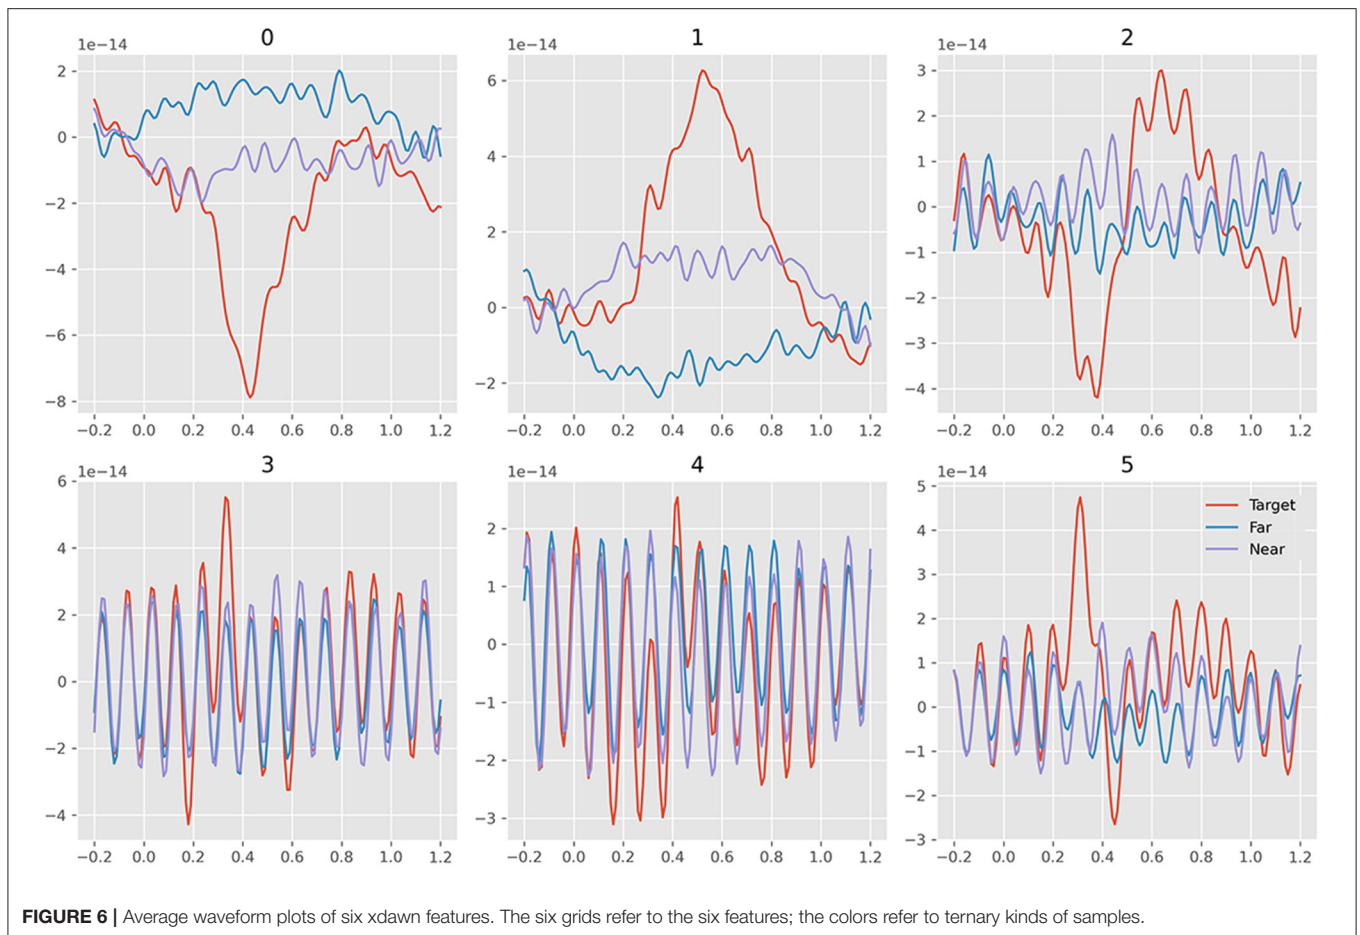 0
1
2
1e−14
1e−14
1e−14
2
0
−2
−4
−6
−8
6
4
2
0
−2
3
2
1
0
−1
−2
−3
−4
−0.2 0.0 0.2 0.4 0.6 0.8 1.0 1.2
−0.2 0.0 0.2 0.4 0.6 0.8 1.0 1.2
−0.2 0.0 0.2 0.4 0.6 0.8 1.0 1.2
3
4
5
1e−14
1e−14
1e−14
6
4
2
0
−2
−4
2
1
0
−1
−2
−3
5
4
3
2
1
0
−1
−2
−3
Target
Far
Near
−0.2 0.0 0.2 0.4 0.6 0.8 1.0 1.2
−0.2 0.0 0.2 0.4 0.6 0.8 1.0 1.2
−0.2 0.0 0.2 0.4 0.6 0.8 1.0 1.2
FIGURE 6 | Average waveform plots of six xdawn features. The six grids refer to the six features; the colors refer to ternary kinds of samples.